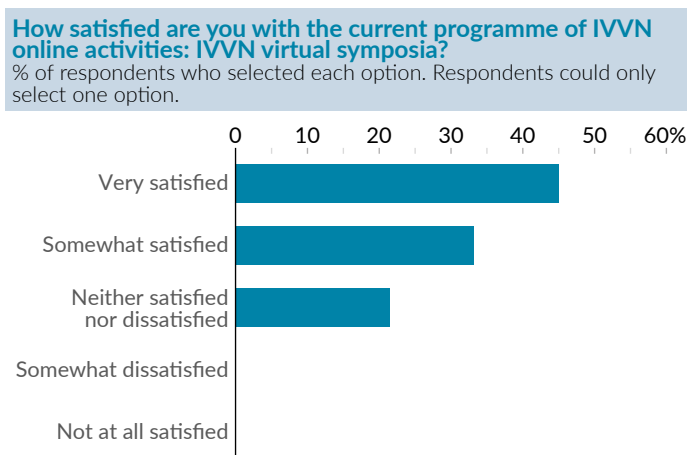 How satisfied are you with the current programme of IVVN
online activities: IVVN virtual symposia?
% of respondents who selected each option. Respondents could only
select one option.
0 10 20 30 40 50 60%
Very satisfied
Somewhat satisfied
Neither satisfied
nor dissatisfied
Somewhat dissatisfied
Not at all satisfied